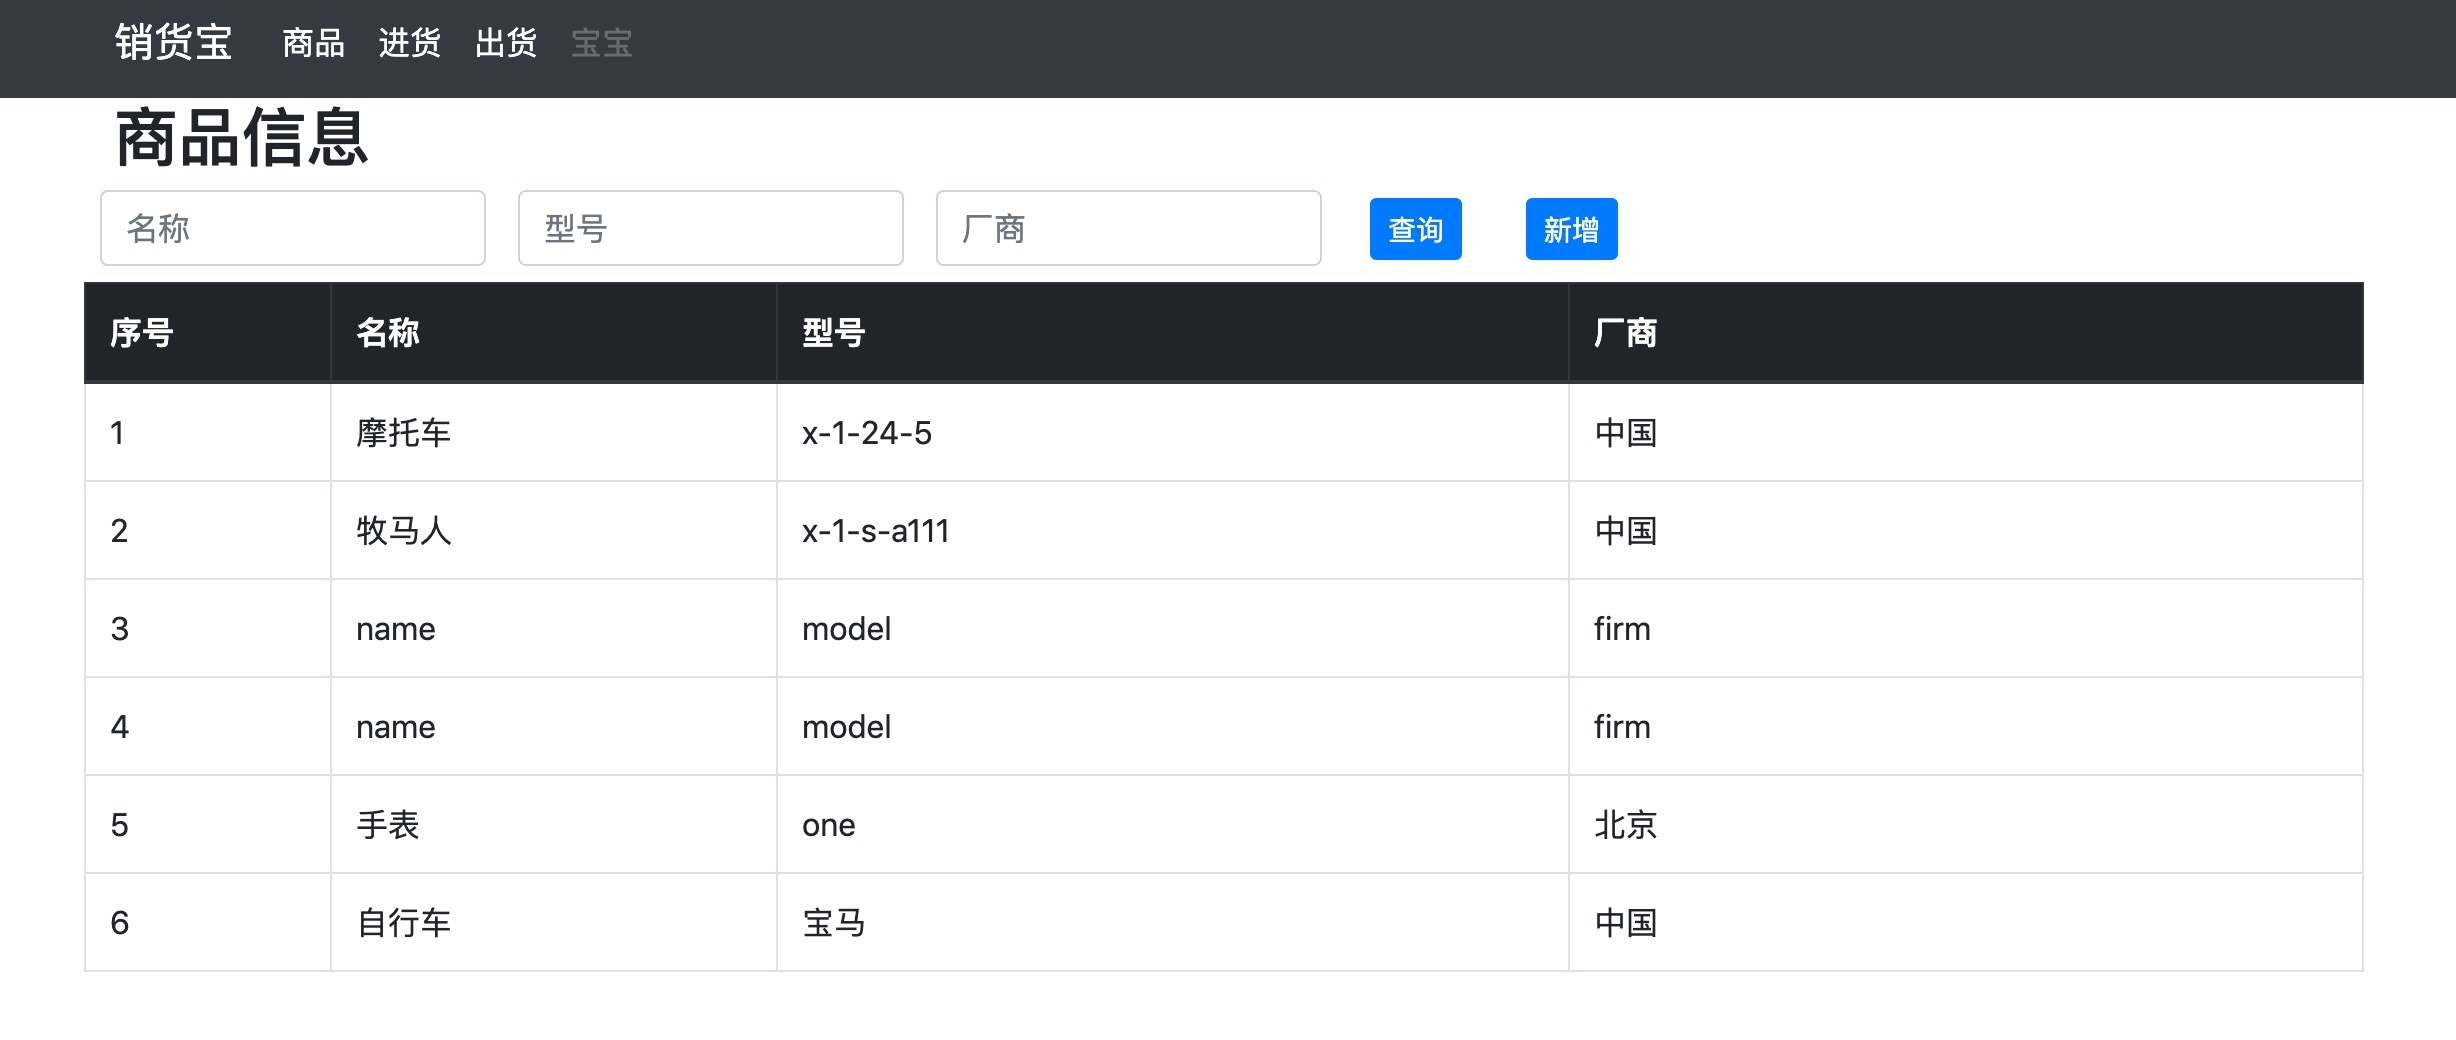 销货宝 商品 进货 出货 宝宝
商品信息
名称 型号 厂商 查询 新增
序号 名称 型号 厂商
1 摩托车 x-1-24-5 中国
2 牧马人 x-1-s-a111 中国
3 name model firm
4 name model firm
5 手表 one 北京
6 自行车 宝马 中国